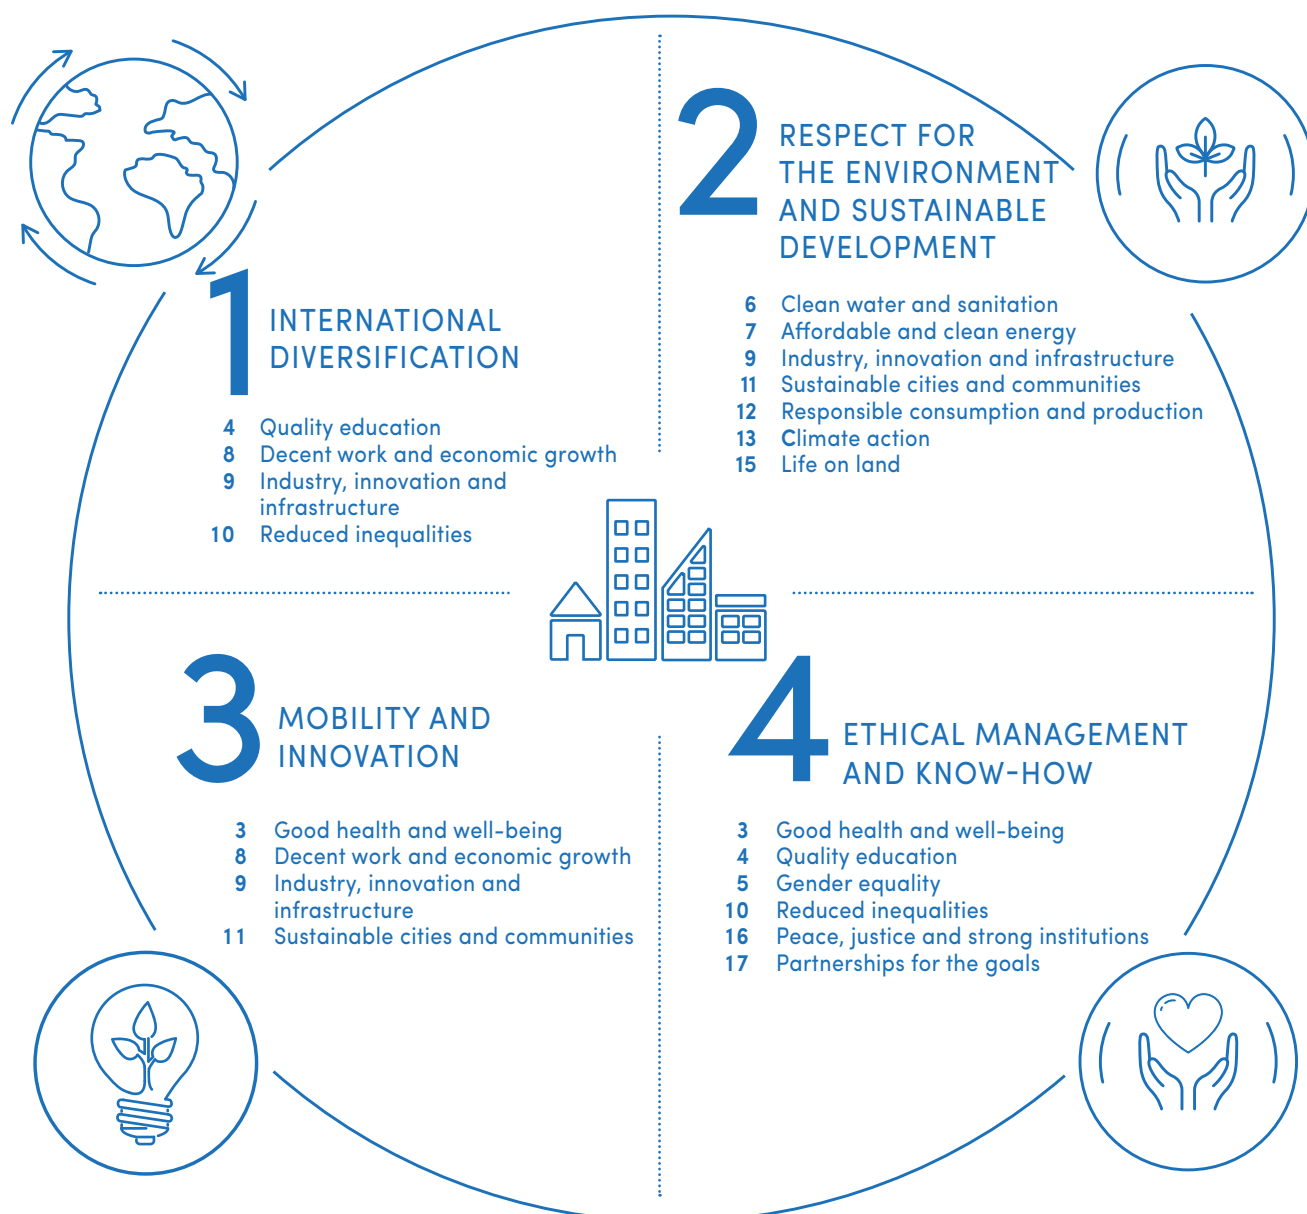 1
INTERNATIONAL
DIVERSIFICATION
4 Quality education
8 Decent work and economic growth
9 Industry, innovation and
infrastructure
10 Reduced inequalities
2
RESPECT FOR
THE ENVIRONMENT
AND SUSTAINABLE
DEVELOPMENT
6 Clean water and sanitation
7 Affordable and clean energy
9 Industry, innovation and infrastructure
11 Sustainable cities and communities
12 Responsible consumption and production
13 Climate action
15 Life on land
3
MOBILITY AND
INNOVATION
3 Good health and well-being
8 Decent work and economic growth
9 Industry, innovation and
infrastructure
11 Sustainable cities and communities
4
ETHICAL MANAGEMENT
AND KNOW-HOW
3 Good health and well-being
4 Quality education
5 Gender equality
10 Reduced inequalities
16 Peace, justice and strong institutions
17 Partnerships for the goals